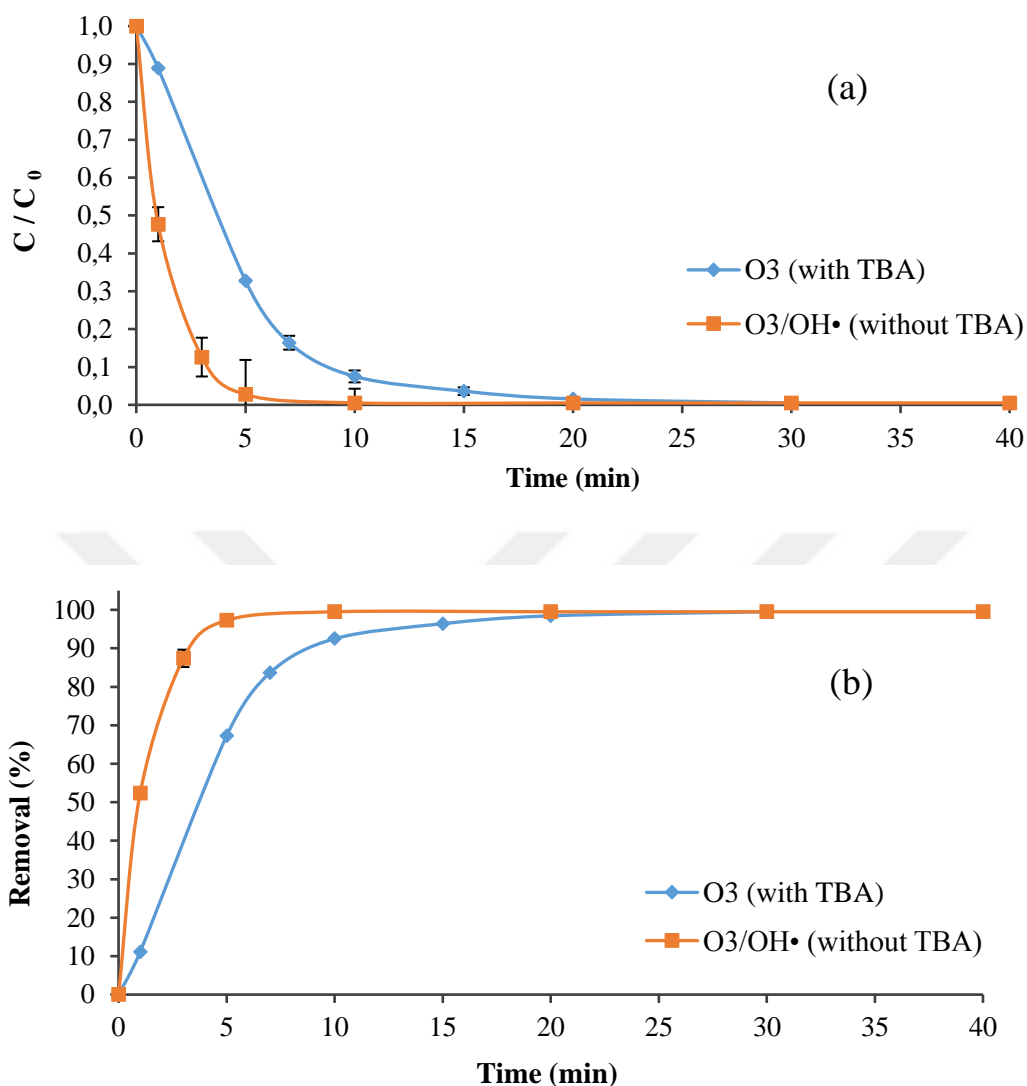 1,0
0,9
0,8
0,7
0,6
0,5
0,4
0,3
0,2
0,1
0,0
C / C 0
(a)
O3 (with TBA)
O3/OH• (without TBA)
0 5 10 15 20 25 30 35 40
Time (min)
100
90
80
70
60
50
40
30
20
10
0
Removal (%)
(b)
O3 (with TBA)
O3/OH• (without TBA)
0 5 10 15 20 25 30 35 40
Time (min)